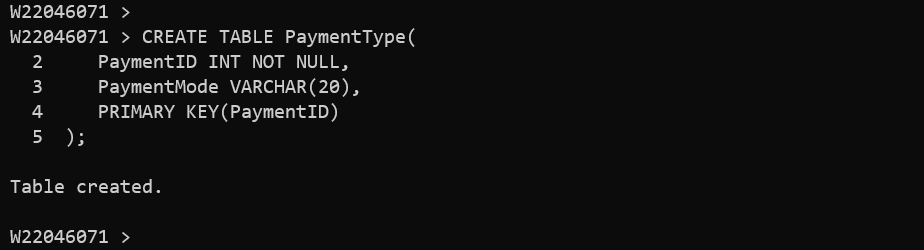 W22046071 >
W22046071 > CREATE TABLE PaymentType(
  2     PaymentID INT NOT NULL,
  3     PaymentMode VARCHAR(20),
  4     PRIMARY KEY(PaymentID)
  5  );

Table created.

W22046071 >